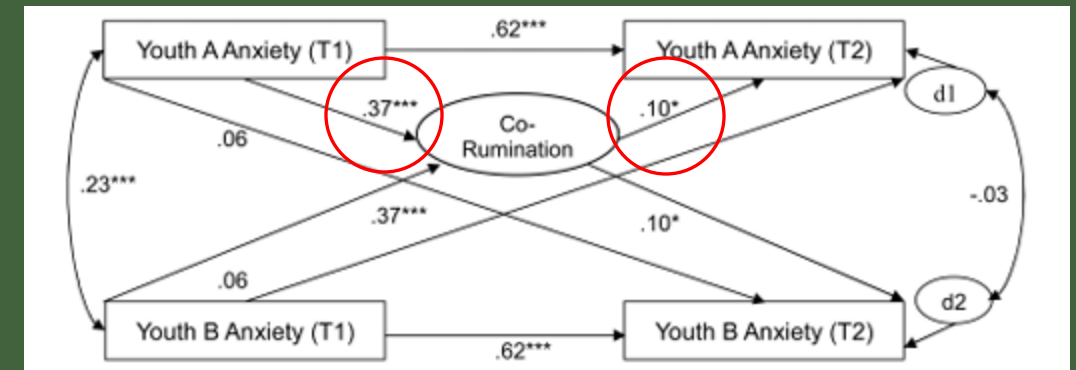 .62***
Youth A Anxiety (T1)
Youth A Anxiety (T2)
d1
.37***
.10*
Co-
Rumination
.06
.23***
-.03
.37***
.10*
.06
d2
Youth B Anxiety (T1)
Youth B Anxiety (T2)
.62***